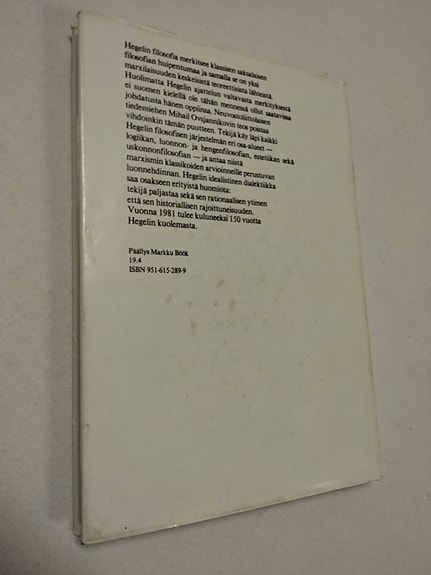 Hegelin filosofia merkitsee klassisen saksalaisen
filosofian huipentumaa ja samalla se on yksi
marxilaisuuden keskeisistä teoreettisista lähteistä.
Huolimatta Hegelin ajattelun valtavasta merkityksestä
ei suomen kielellä ole tähän mennessä ollut saatavissa
johdatusta hänen oppiinsa. Neuvostoliittolaisen
tiedemiehen Mihail Ovsjannikovin teos poistaa
vihdoinkin tämän puutteen. Tekijä käy läpi kaikki
Hegelin filosofisen järjestelmän eri osa-alueet —
logiikan, luonnon- ja hengenfilosofian, estetiikan sekä
uskonnonfilosofian — ja antaa niistä
marxismin klassikoiden arvioinneille perustuvan
luonnehdinnan. Hegelin idealistinen dialektiikka
saa osakseen erityistä huomiota:
tekijä paljastaa sekä sen rationaalisen ytimen
että sen historiallisen rajoittuneisuuden.
Vuonna 1981 tulee kuluneeksi 150 vuotta
Hegelin kuolemasta.
Päällys Markku Böök
19.4
ISBN 951-615-289-9